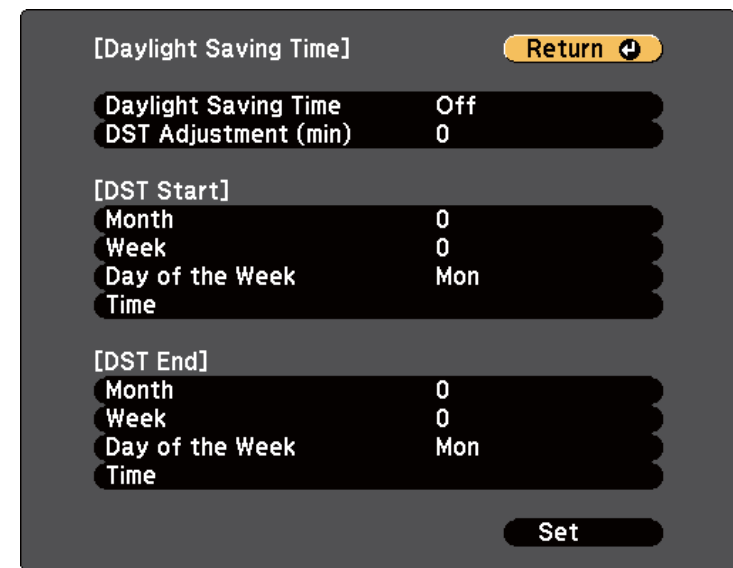 [Daylight Saving Time] Return
Daylight Saving Time Off
DST Adjustment (min) 0
[DST Start]
Month 0
Week 0
Day of the Week Mon
Time
[DST End]
Month 0
Week 0
Day of the Week Mon
Time
Set